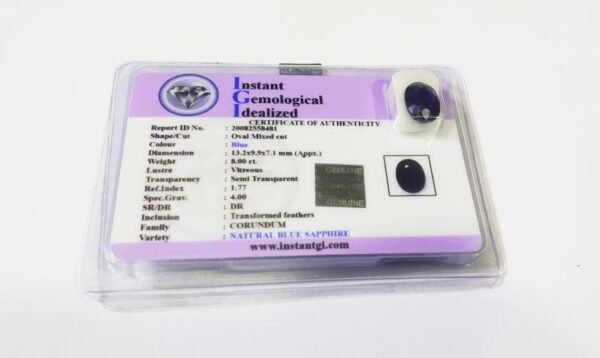 Instant
Gemological
Idealized
CERTIFICATE OF AUTHENTICITY
Report ID No. : 20082558481
Shape/Cut : Oval Mixed cut
Colour : Blue
Diamension : 13.2x9.9x7.1 mm (Appx.)
Weight : 8.00 ct.
Lustre : Vitreous
Transparency : Semi Transparent
Ref.Index : 1.77
Spec.Grav. : 4.00
SR/DR : DR
Inclusion : Transformed feathers
Family : CORUNDUM
Variety : NATURAL BLUE SAPPHIRE
www.instantgi.com
GENUINE
GENUINE